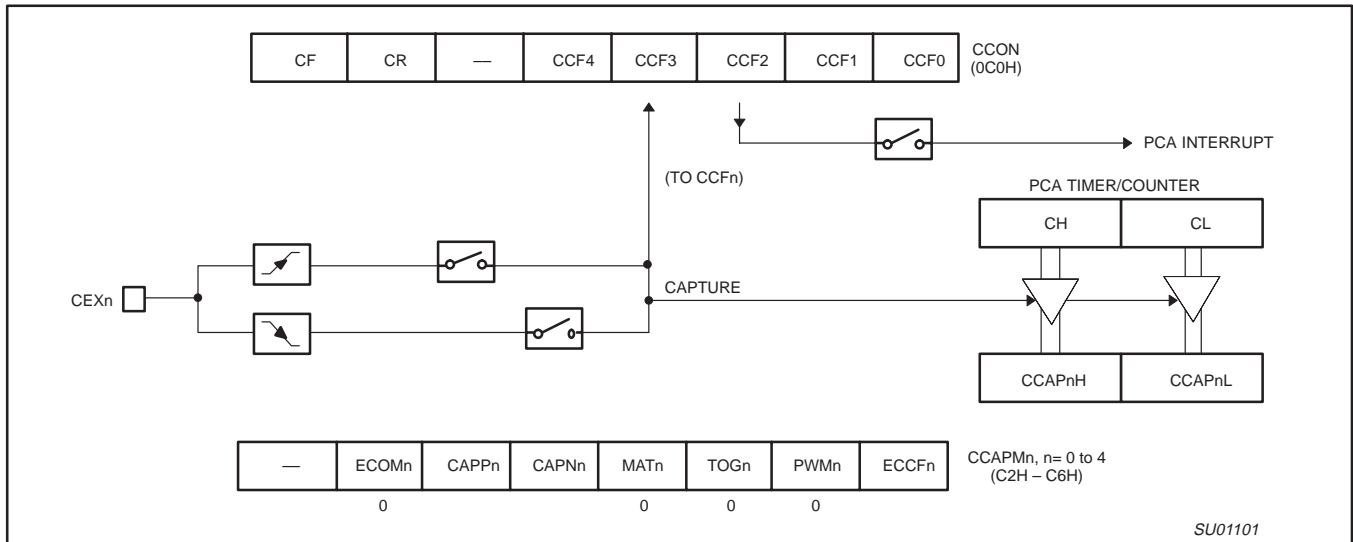 CF CR — CCF4 CCF3 CCF2 CCF1 CCF0
CCON
(0C0H)
PCA INTERRUPT
(TO CCFn)
PCA TIMER/COUNTER
CH CL
CEXn
CAPTURE
CCAPnH CCAPnL
— ECOMn CAPPn CAPNn MATn TOGn PWMn ECCFn
CCAPMn, n= 0 to 4
(C2H – C6H)
0 0 0 0
SU01101